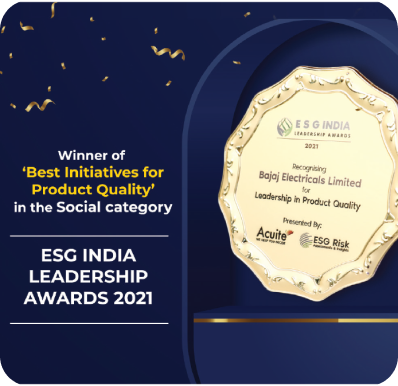 Winner of
‘Best Initiatives for
Product Quality’
in the Social category
ESG INDIA
LEADERSHIP
AWARDS 2021
ESG INDIA
LEADERSHIP AWARDS
2021
Recognising
Bajaj Electricals Limited
for
Leadership in Product Quality
Presented By:
Acuite
ESG Risk